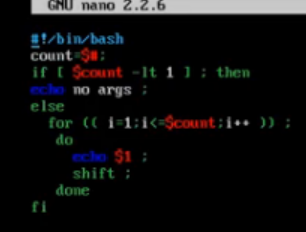 GNU nano 2.2.6
#!/bin/bash
count=$#;
if [ $count -lt 1 ] ; then
echo no args ;
else
for (( i=1;i<=$count;i++ )) ;
do
echo $1 ;
shift ;
done
fi